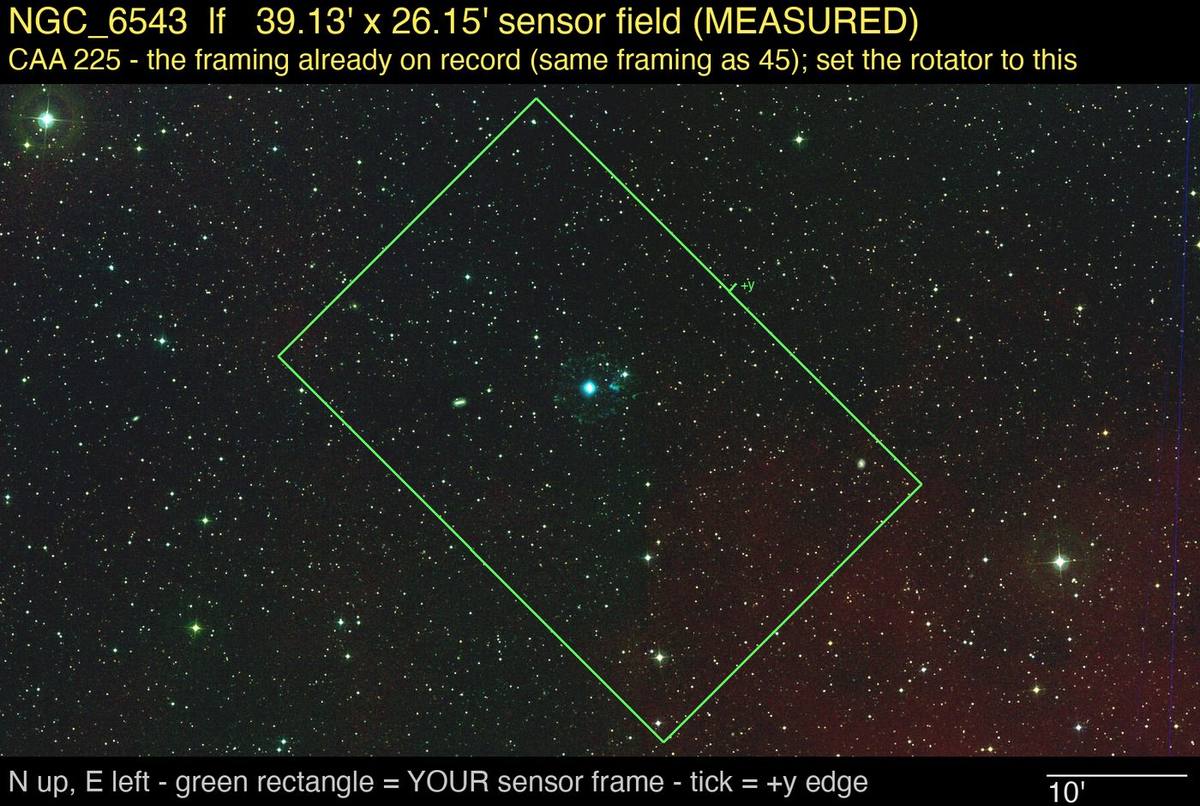 NGC_6543 lf 39.13' x 26.15' sensor field (MEASURED)
CAA 225 - the framing already on record (same framing as 45); set the rotator to this
+y
N up, E left - green rectangle = YOUR sensor frame - tick = +y edge
10'